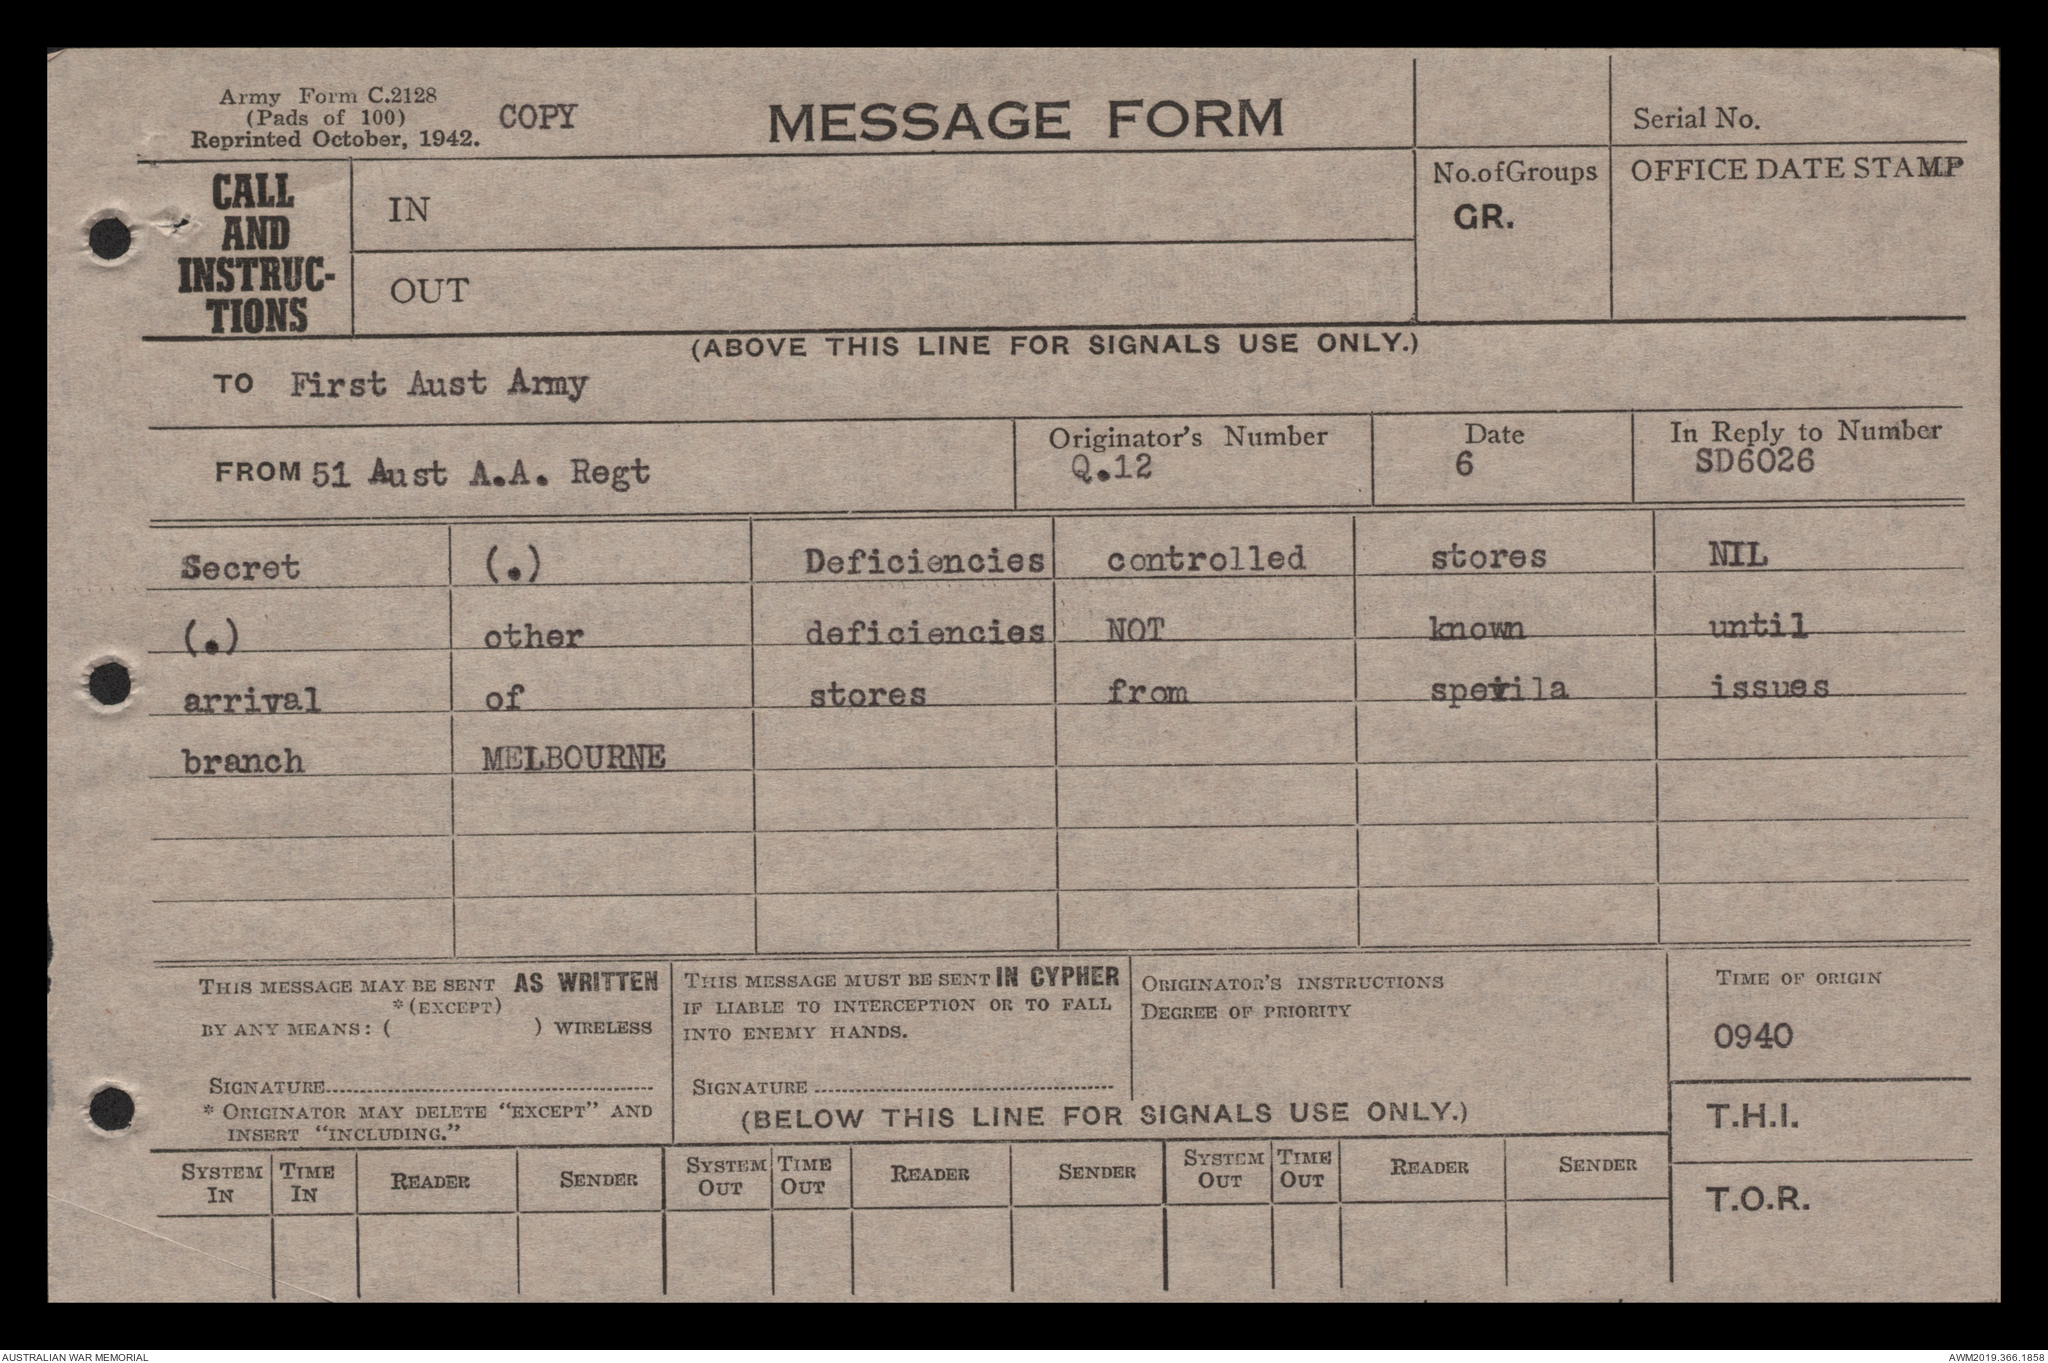 Army Form C.2128
(Pads of 100)
Reprinted October, 1942.
COPY
MESSAGE FORM
Serial No.
CALL
AND
INSTRUC-
TIONS
IN
OUT
No. of Groups
GR.
OFFICE DATE STAMP
(ABOVE THIS LINE FOR SIGNALS USE ONLY.)
TO First Aust Army
FROM 51 Aust A.A. Regt
Originator's Number
Q.12
Date
6
In Reply to Number
SD6026
Secret (.) Deficiencies controlled stores NIL
(.) other deficiencies NOT known until
arrival of stores from issues
branch MELBOURNE
THIS MESSAGE MAY BE SENT AS WRITTEN
*(EXCEPT)
BY ANY MEANS: ( ) WIRELESS
SIGNATURE
* ORIGINATOR MAY DELETE "EXCEPT" AND
INSERT "INCLUDING."
THIS MESSAGE MUST BE SENT IN CYPHER
IF LIABLE TO INTERCEPTION OR TO FALL
INTO ENEMY HANDS.
SIGNATURE
ORIGINATOR'S INSTRUCTIONS
DEGREE OF PRIORITY
TIME OF ORIGIN
0940
(BELOW THIS LINE FOR SIGNALS USE ONLY.)
T.H.I.
T.O.R.
SYSTEM IN
TIME IN
READER
SENDER
SYSTEM OUT
TIME OUT
READER
SENDER
SYSTEM OUT
TIME OUT
READER
SENDER
AUSTRALIAN WAR MEMORIAL
AWM2019.366.1858